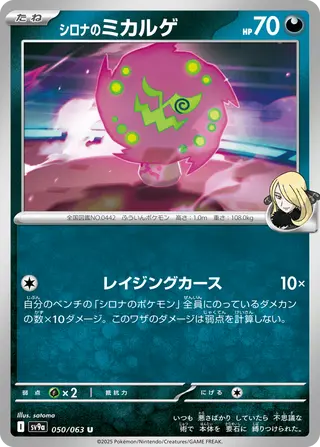 たね
シロナのミカルゲ
HP70
全国図鑑NO.0442 ふういんポケモン 高さ：1.0m 重さ：108.0kg
レイジングカース 10×
自分のベンチの「シロナのポケモン」全員にのっているダメカン
の数×10ダメージ。このワザのダメージは弱点を計算しない。
弱点 ×2 抵抗力 にげる
Illus. satoma
I sv9a 050/063 U
いつも 悪さばかり していたら 不思議な
術で 本体を 要石に 縛りつけられた。
©2025 Pokémon/Nintendo/Creatures/GAME FREAK.